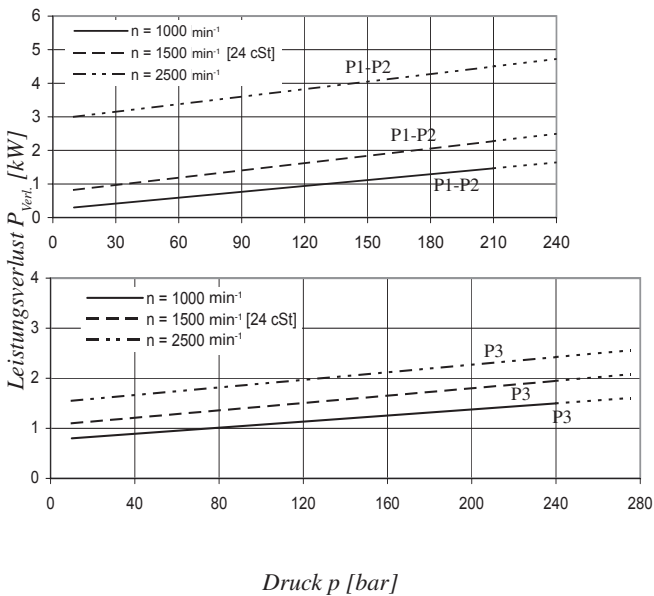 Leistungsverlust P Verl. [kW]
6
5
4
3
2
1
0
n = 1000 min⁻¹
n = 1500 min⁻¹ [24 cSt]
n = 2500 min⁻¹
P1-P2
P1-P2
P1-P2
0 30 60 90 120 150 180 210 240
4
3
2
1
0
n = 1000 min⁻¹
n = 1500 min⁻¹ [24 cSt]
n = 2500 min⁻¹
P3
P3
P3
0 40 80 120 160 200 240 280
Druck p [bar]